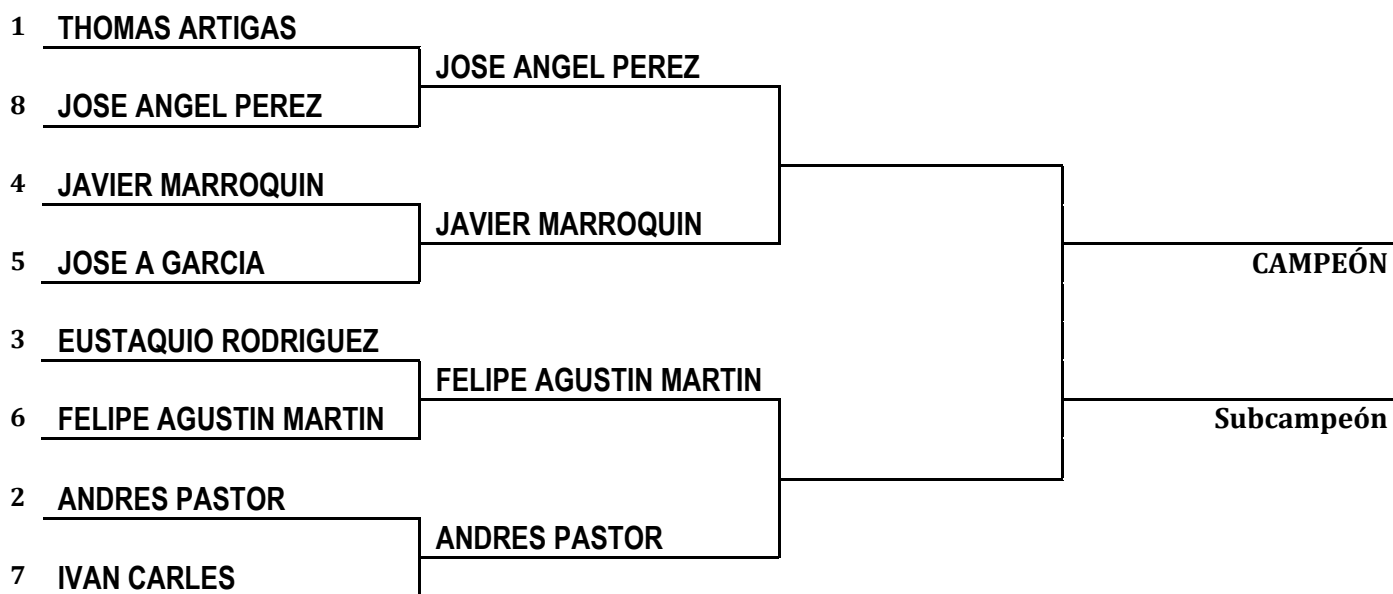 1 THOMAS ARTIGAS
JOSE ANGEL PEREZ
8 JOSE ANGEL PEREZ
4 JAVIER MARROQUIN
JAVIER MARROQUIN
5 JOSE A GARCIA
CAMPEÓN
3 EUSTAQUIO RODRIGUEZ
FELIPE AGUSTIN MARTIN
6 FELIPE AGUSTIN MARTIN
Subcampeón
2 ANDRES PASTOR
ANDRES PASTOR
7 IVAN CARLES